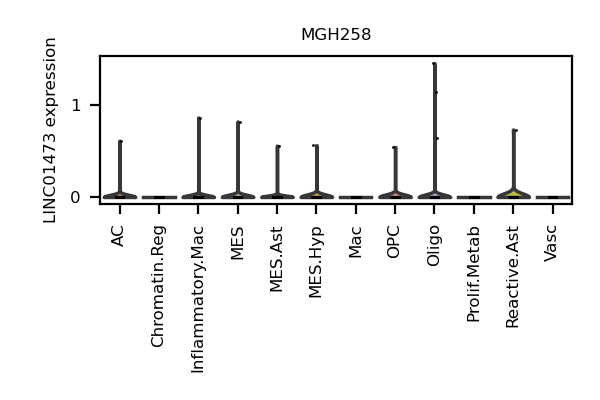 MGH258
LINC01473 expression
1
0
AC
Chromatin.Reg
Inflammatory.Mac
MES
MES.Ast
MES.Hyp
Mac
OPC
Oligo
Prolif.Metab
Reactive.Ast
Vasc